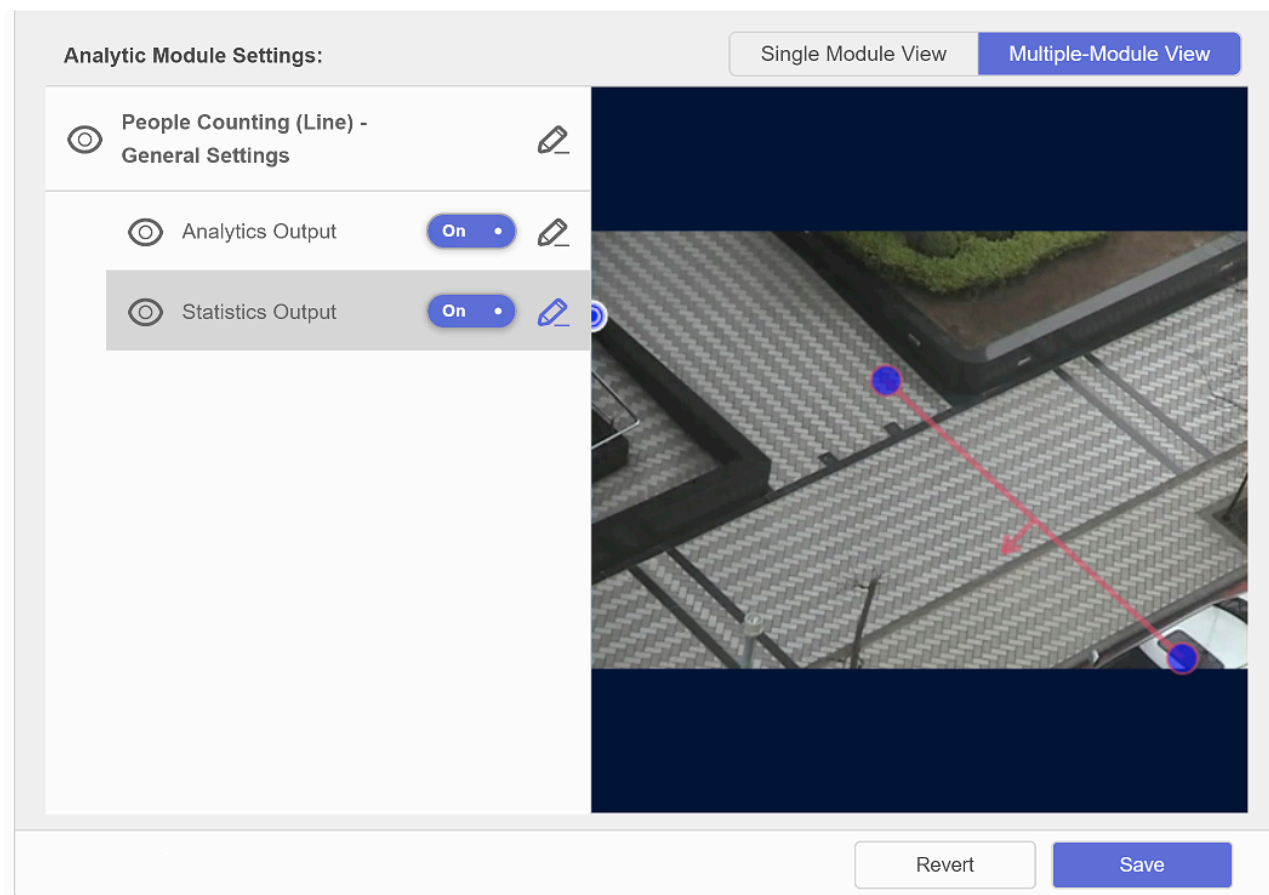 Analytic Module Settings:
Single Module View
Multiple-Module View
People Counting (Line) -
General Settings
Analytics Output
On
Statistics Output
On
Revert
Save